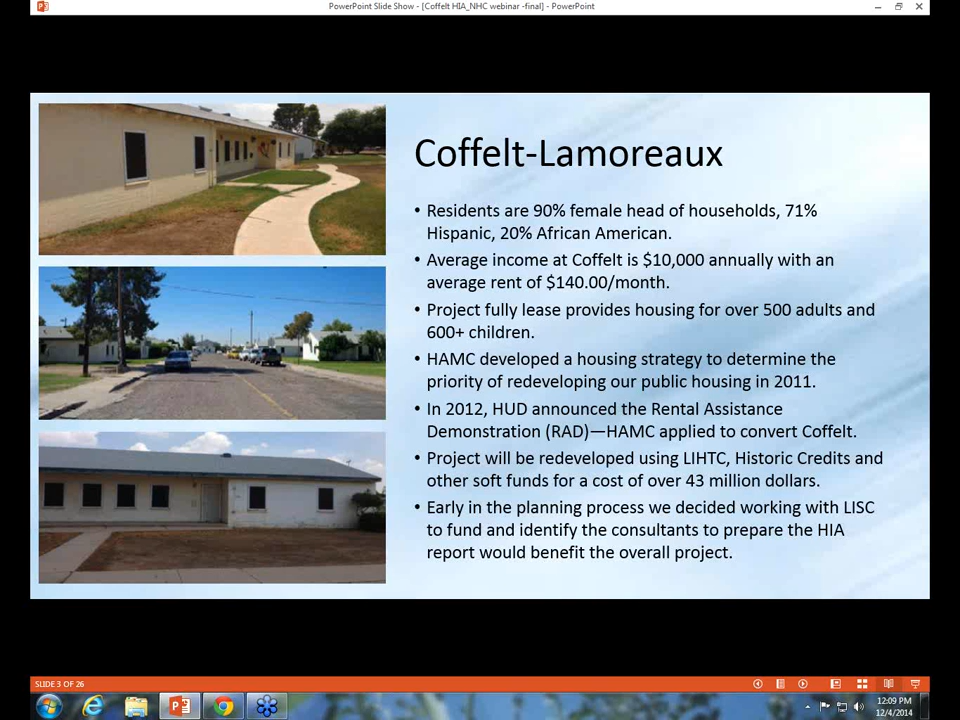 PowerPoint Slide Show - [Coffelt HIA_NHC webinar -final] - PowerPoint
Coffelt-Lamoreaux
• Residents are 90% female head of households, 71%
Hispanic, 20% African American.
• Average income at Coffelt is $10,000 annually with an
average rent of $140.00/month.
• Project fully lease provides housing for over 500 adults and
600+ children.
• HAMC developed a housing strategy to determine the
priority of redeveloping our public housing in 2011.
• In 2012, HUD announced the Rental Assistance
Demonstration (RAD)—HAMC applied to convert Coffelt.
• Project will be redeveloped using LIHTC, Historic Credits and
other soft funds for a cost of over 43 million dollars.
• Early in the planning process we decided working with LISC
to fund and identify the consultants to prepare the HIA
report would benefit the overall project.
SLIDE 3 OF 26
12:09 PM
12/4/2014